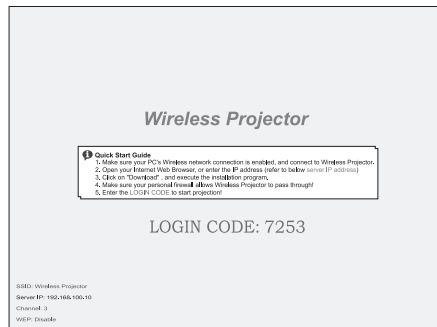 Wireless Projector
Quick Start Guide
1. Make sure your PC's Wireless network connection is enabled, and connect to Wireless Projector.
2. Open your Internet Web Browser, or enter the IP address (refer to below server IP address)
3. Click on "Download" , and execute the installation program.
4. Make sure your personal firewall allows Wireless Projector to pass through!
5. Enter the LOGIN CODE to start projection!
LOGIN CODE: 7253
SSID: Wireless Projector
Server IP: 192.168.100.10
Channel: 3
WEP: Disable